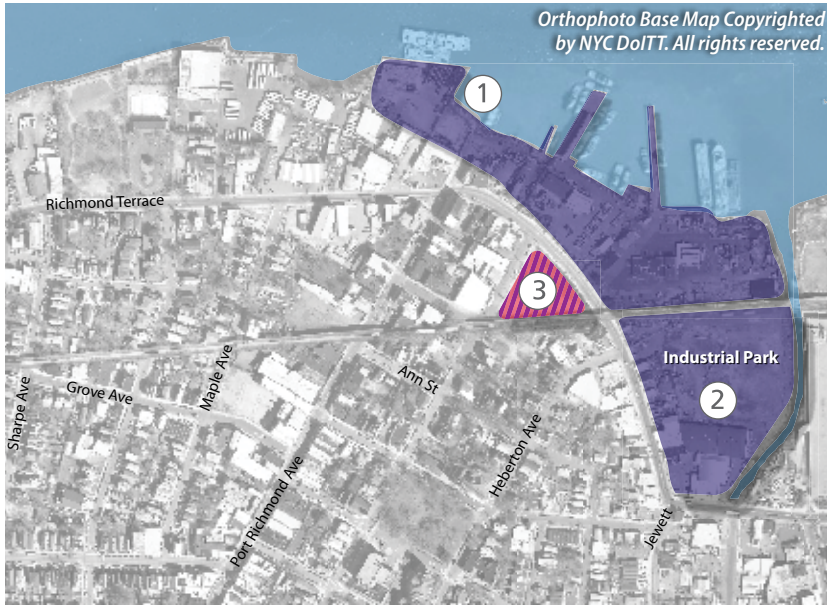 Orthophoto Base Map Copyrighted
by NYC DoITT. All rights reserved.
1
Richmond Terrace
3
Industrial Park
2
Ann St
Maple Ave
Grove Ave
Sharpe Ave
Heberton Ave
Port Richmond Ave
Jewett